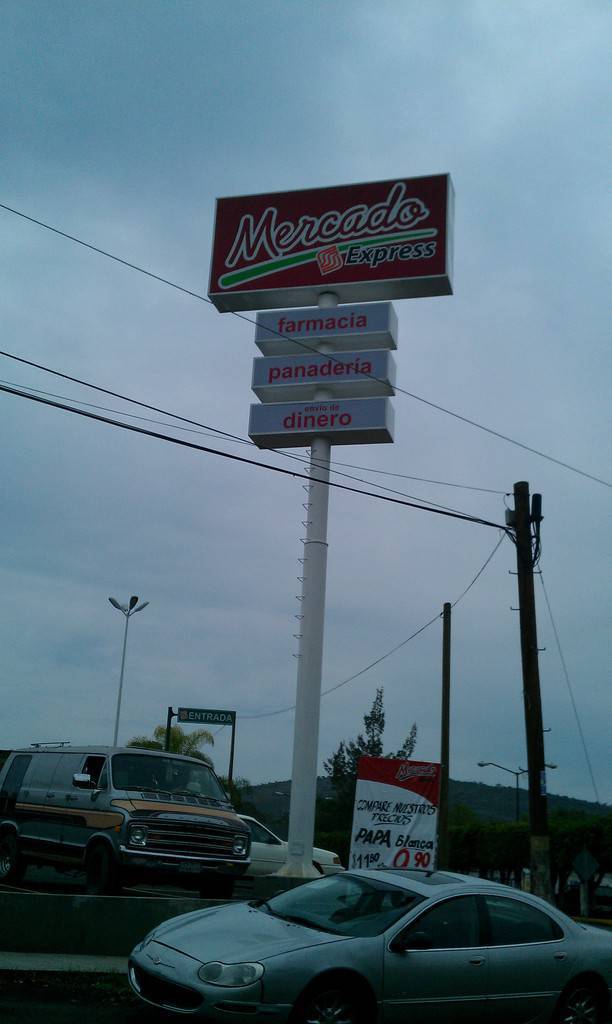 Mercado
Express
farmacia
panadería
envío de
dinero
ENTRADA
Mercado
COMPARE NUESTROS
PRECIOS
PAPA Blanca
$11.80
0.90